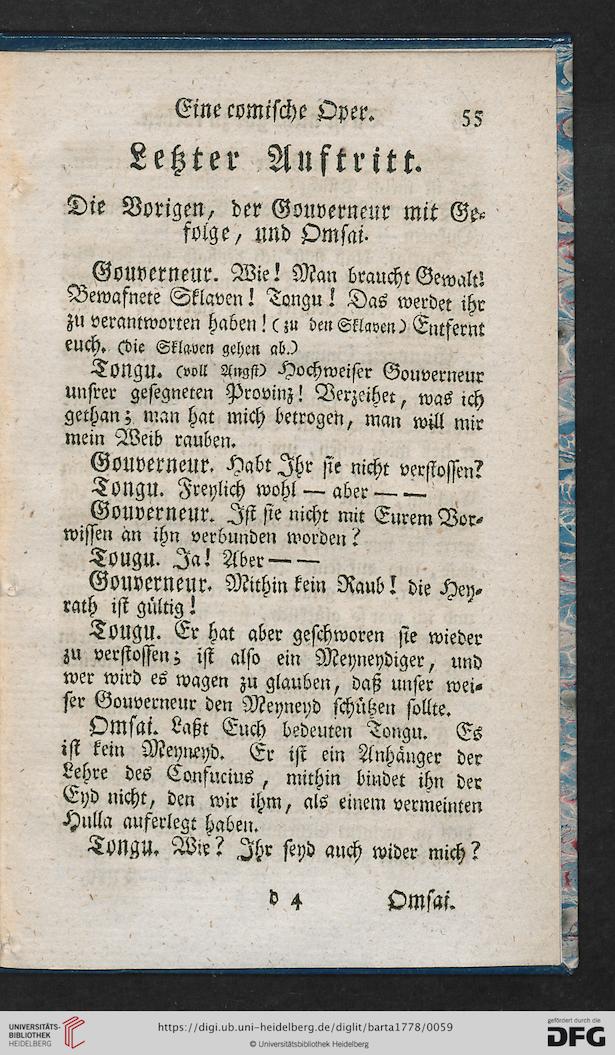 Eine comische Oper. 55
Letzter Auftritt.
Die Vorigen, der Gouverneur mit Ge-
folge, und Omsai.
Gouverneur. Wie! Man braucht Gewalt!
Bewafnete Sklaven! Tongu! Das werdet ihr
zu verantworten haben! (zu den Sklaven) Entfernt
euch. (die Sklaven gehen ab.)
Tongu. (voll Angst) Hochweiser Gouverneur
unsrer gesegneten Provinz! Verzeihet, was ich
gethan; man hat mich betrogen, man will mir
mein Weib rauben.
Gouverneur. Habt Ihr sie nicht verstossen?
Tongu. Freylich wohl — aber — —
Gouverneur. Ist sie nicht mit Eurem Vor-
wissen an ihn verbunden worden?
Tougu. Ja! Aber — —
Gouverneur. Mithin kein Raub! die Hey-
rath ist gültig!
Tongu. Er hat aber geschworen sie wieder
zu verstossen; ist also ein Meyneydiger, und
wer wird es wagen zu glauben, daß unser wei-
ser Gouverneur den Meyneyd schützen sollte.
Omsai. Laßt Euch bedeuten Tongu. Es
ist kein Meyneyd. Er ist ein Anhänger der
Lehre des Confucius, mithin bindet ihn der
Eyd nicht, den wir ihm, als einem vermeinten
Hulla auferlegt haben.
Tongu. Wie? Ihr seyd auch wider mich?
d 4 Omsai.
UNIVERSITÄTS-
BIBLIOTHEK
HEIDELBERG
https://digi.ub.uni-heidelberg.de/diglit/barta1778/0059
© Universitätsbibliothek Heidelberg
gefördert durch die
DFG